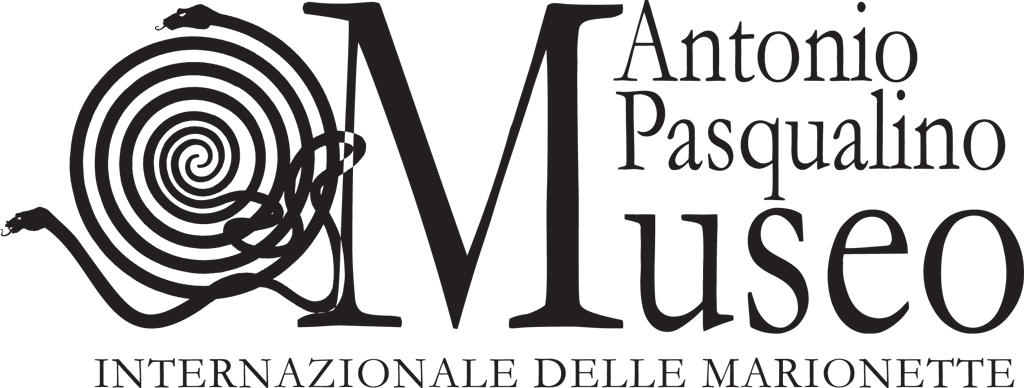 Antonio
Pasqualino
Museo
INTERNAZIONALE DELLE MARIONETTE